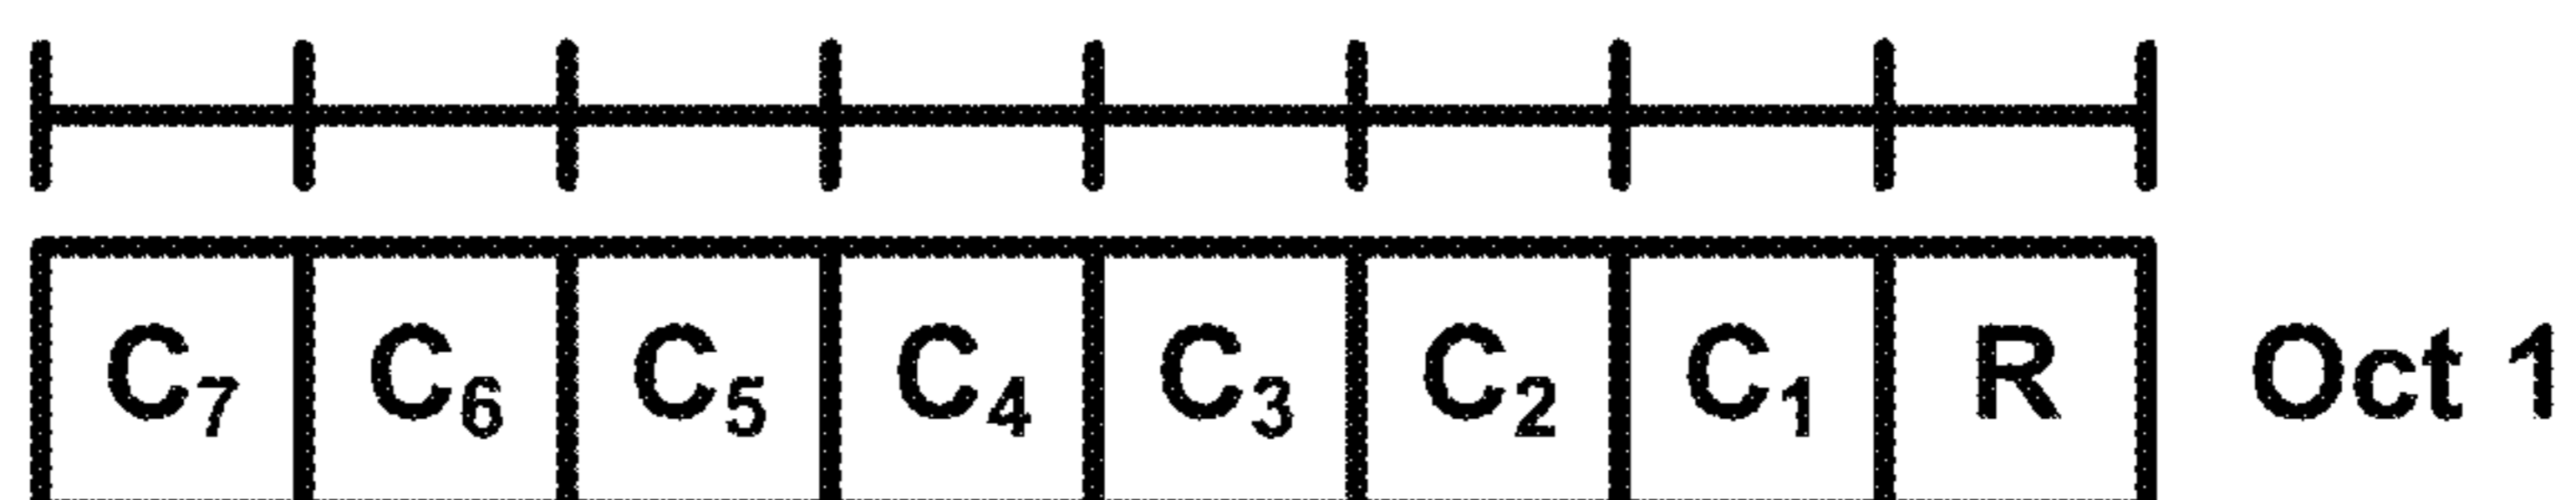 C₇ C₆ C₅ C₄ C₃ C₂ C₁ R Oct 1